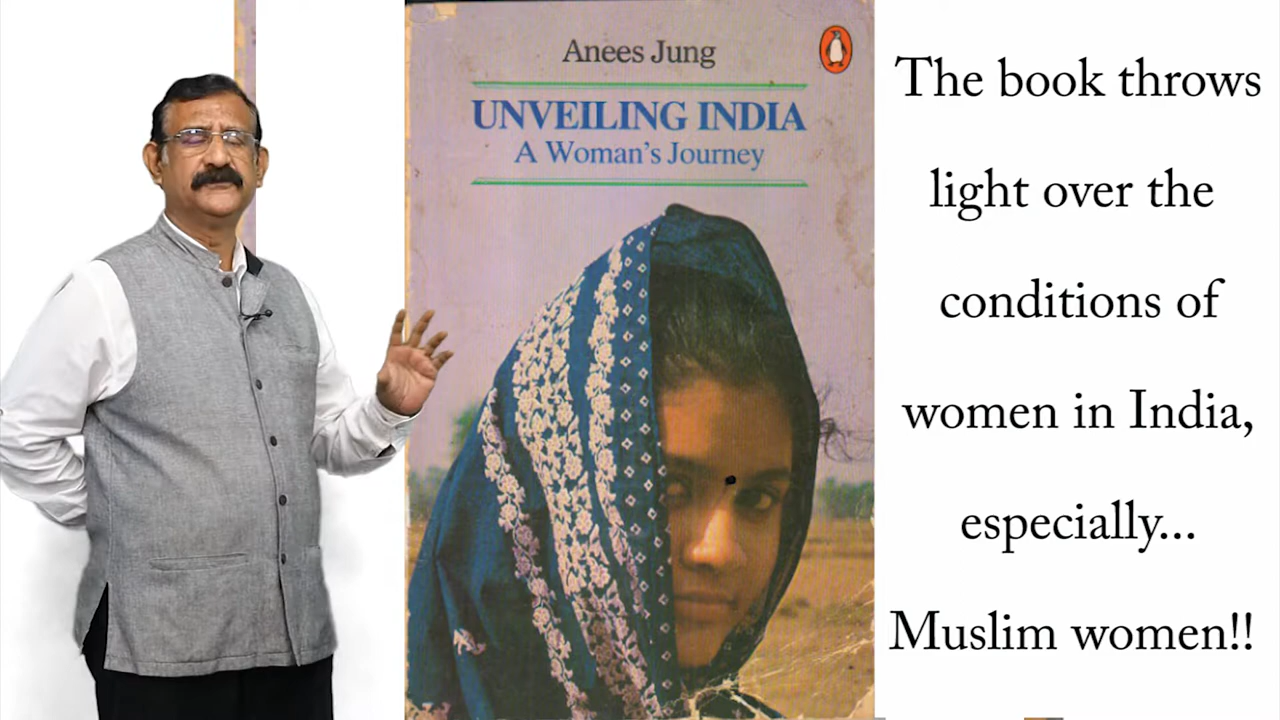 Anees Jung
UNVEILING INDIA
A Woman's Journey
The book throws
light over the
conditions of
women in India,
especially...
Muslim women!!